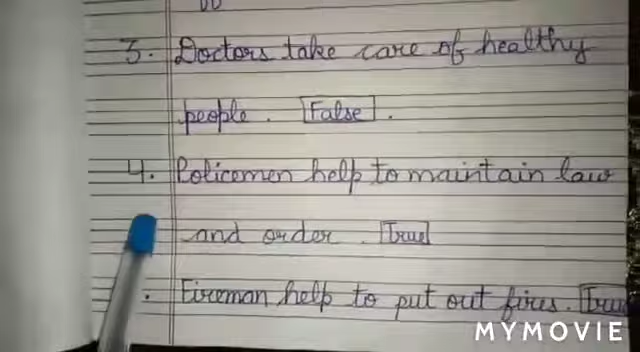 3. Doctors take care of healthy
people. False.
4. Policemen help to maintain law
and order. True
. Fireman help to put out fires. True
MYMOVIE